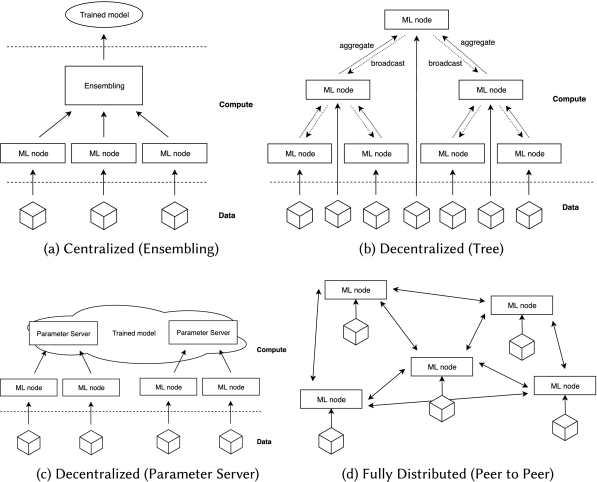 Trained model
Ensembling
Compute
ML node
ML node
ML node
Data
(a) Centralized (Ensembling)
ML node
aggregate
aggregate
broadcast
broadcast
ML node
ML node
Compute
ML node
ML node
ML node
ML node
Data
(b) Decentralized (Tree)
Parameter Server
Trained model
Parameter Server
Compute
ML node
ML node
ML node
ML node
Data
(c) Decentralized (Parameter Server)
ML node
ML node
ML node
ML node
ML node
(d) Fully Distributed (Peer to Peer)